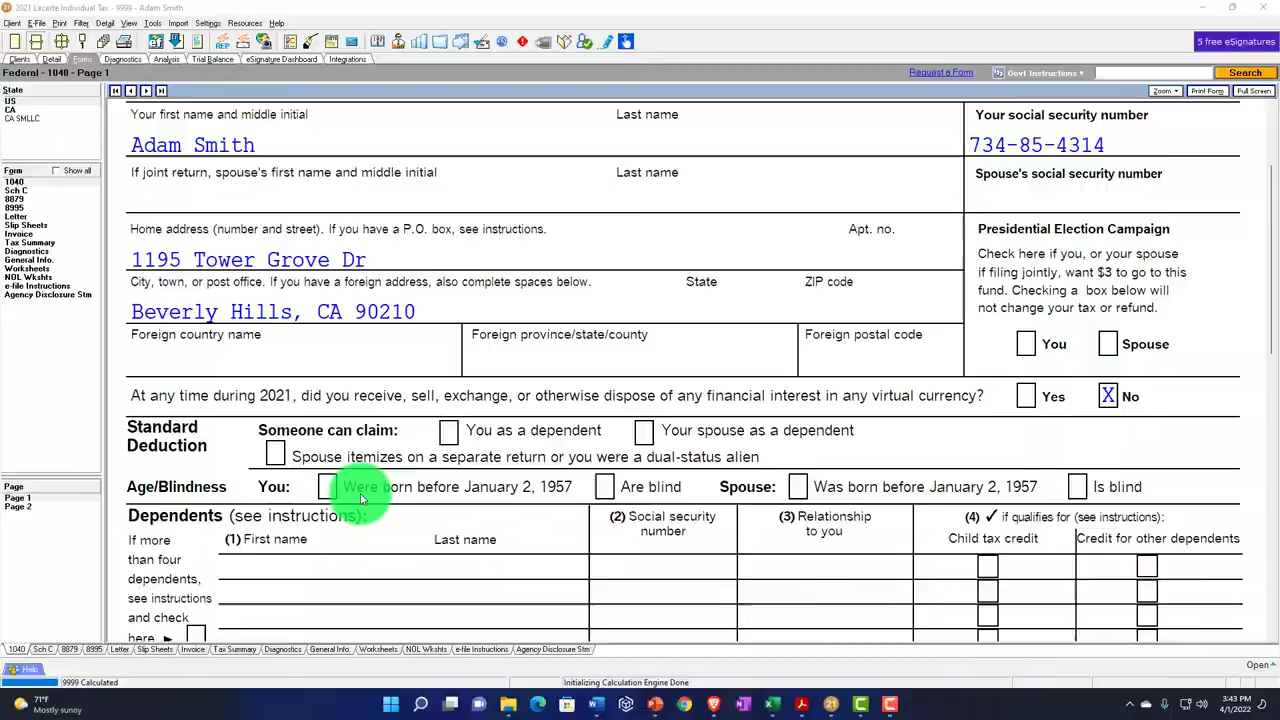 2021 Lacerte Individual Tax - 9999 - Adam Smith
Client E-File Print Filter Detail View Tools Import Settings Resources Help
5 free eSignatures
Clients Detail Forms Diagnostics Analysis Trial Balance eSignature Dashboard Integrations
Federal - 1040 - Page 1
Request a Form
Govt Instructions
Search
Zoom
Print Form
Full Screen
State
US
CA
CA SMLLC
Form
Show all
1040
Sch C
8879
8995
Letter
Slip Sheets
Invoice
Tax Summary
Diagnostics
General Info.
Worksheets
NOL Wkshts
e-file Instructions
Agency Disclosure Stm
Page
Page 1
Page 2
Your first name and middle initial Last name Your social security number
Adam Smith 734-85-4314
If joint return, spouse's first name and middle initial Last name Spouse's social security number
Home address (number and street). If you have a P.O. box, see instructions. Apt. no.
1195 Tower Grove Dr
City, town, or post office. If you have a foreign address, also complete spaces below. State ZIP code
Beverly Hills, CA 90210
Foreign country name Foreign province/state/county Foreign postal code
Presidential Election Campaign
Check here if you, or your spouse
if filing jointly, want $3 to go to this
fund. Checking a box below will
not change your tax or refund.
You Spouse
At any time during 2021, did you receive, sell, exchange, or otherwise dispose of any financial interest in any virtual currency? Yes X No
Standard
Deduction
Someone can claim: You as a dependent Your spouse as a dependent
Spouse itemizes on a separate return or you were a dual-status alien
Age/Blindness You: Were born before January 2, 1957 Are blind Spouse: Was born before January 2, 1957 Is blind
Dependents (see instructions):
If more
than four
dependents,
see instructions
and check
here ►
(1) First name Last name
(2) Social security
number
(3) Relationship
to you
(4) ✓ if qualifies for (see instructions):
Child tax credit Credit for other dependents
1040 Sch C 8879 8995 Letter Slip Sheets Invoice Tax Summary Diagnostics General Info. Worksheets NOL Wkshts e-file Instructions Agency Disclosure Stm
Help
Open
9999 Calculated
Initializing Calculation Engine Done
71°F
Mostly sunny
3:43 PM
4/1/2022